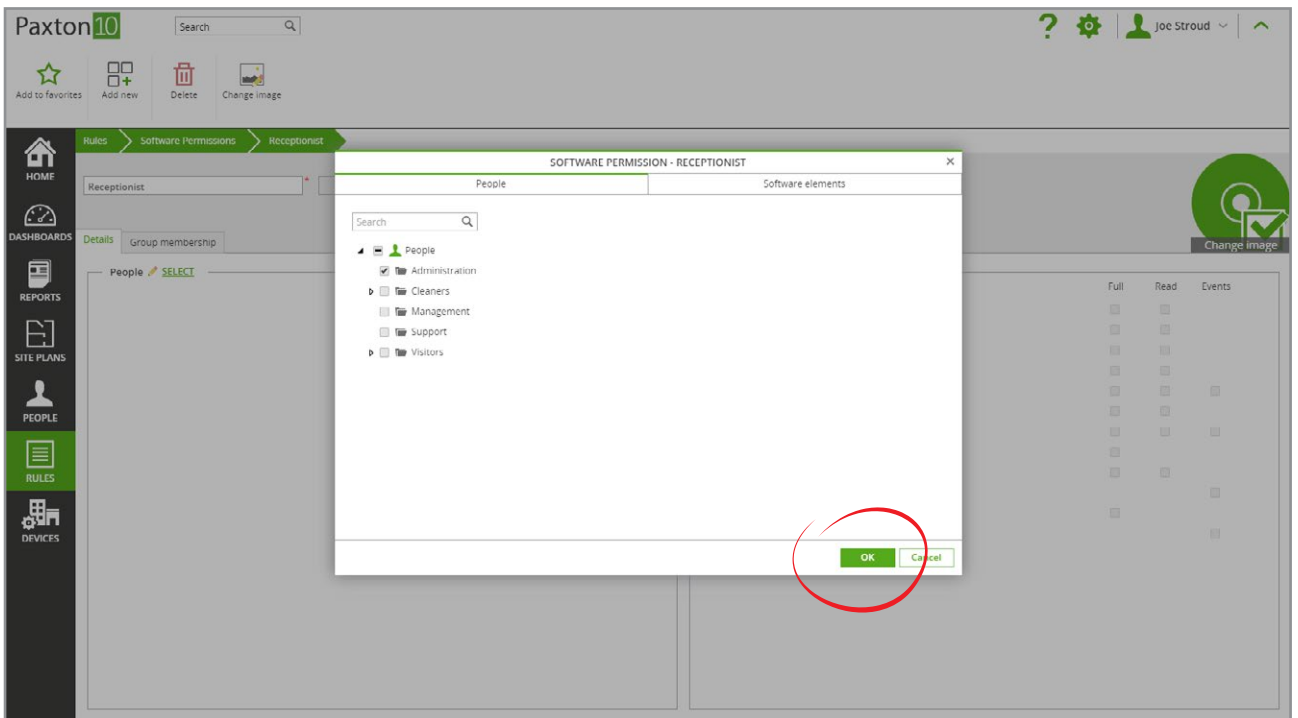 Paxton10
Search
Joe Stroud
Add to favorites
Add new
Delete
Change image
HOME
DASHBOARDS
REPORTS
SITE PLANS
PEOPLE
RULES
DEVICES
Rules
Software Permissions
Receptionist
Receptionist *
Change image
Details
Group membership
People SELECT
Full Read Events
SOFTWARE PERMISSION - RECEPTIONIST
People
Software elements
Search
People
Administration
Cleaners
Management
Support
Visitors
OK
Cancel